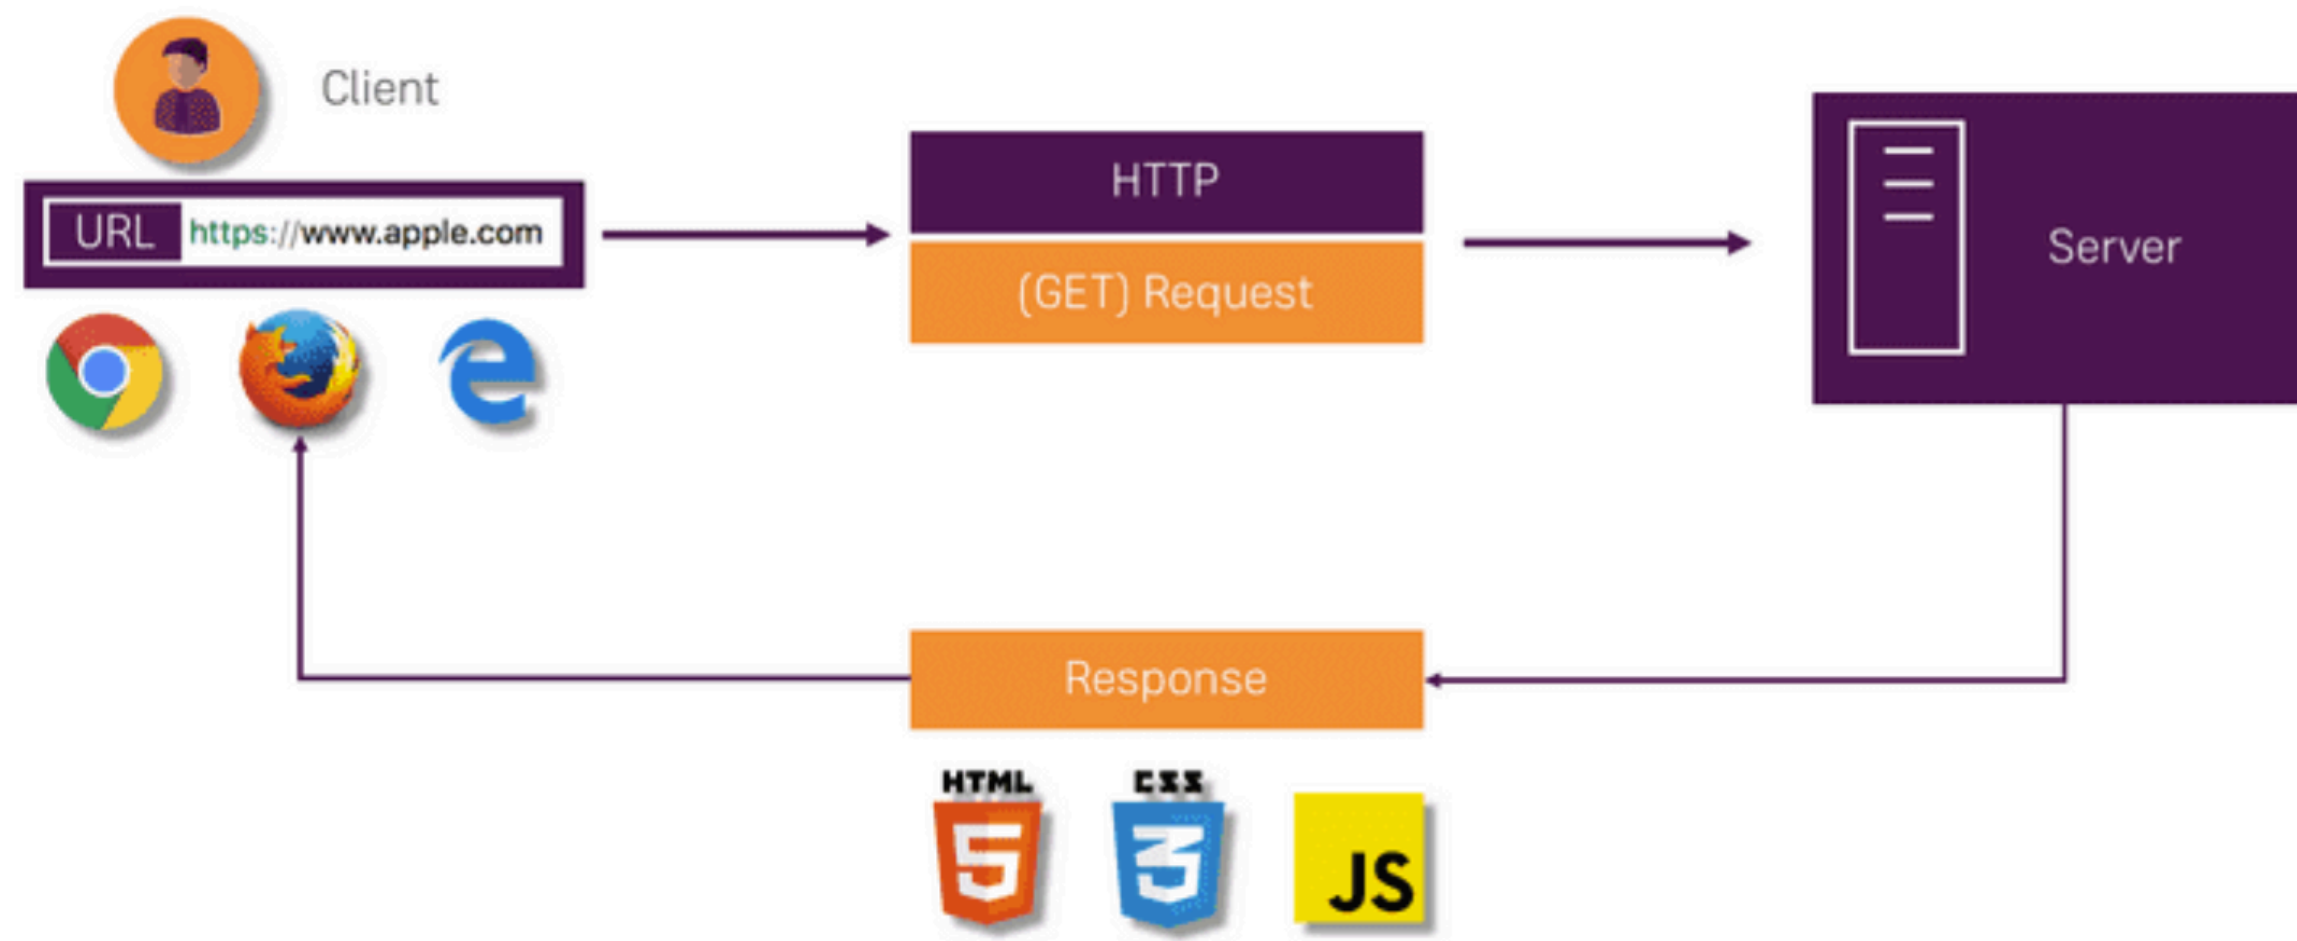 Client
URL https://www.apple.com
HTTP
(GET) Request
Server
Response
HTML
CSS
5
3
JS